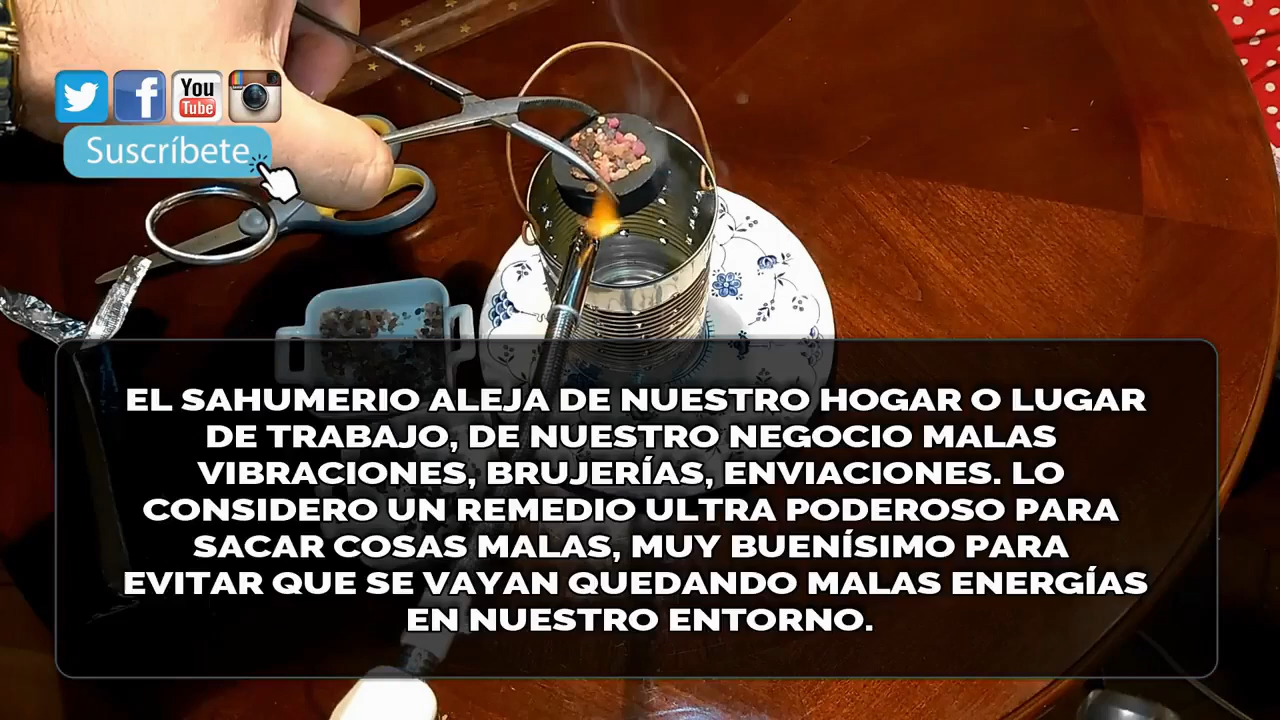 You
Tube
Suscríbete
EL SAHUMERIO ALEJA DE NUESTRO HOGAR O LUGAR
DE TRABAJO, DE NUESTRO NEGOCIO MALAS
VIBRACIONES, BRUJERÍAS, ENVIACIONES. LO
CONSIDERO UN REMEDIO ULTRA PODEROSO PARA
SACAR COSAS MALAS, MUY BUENÍSIMO PARA
EVITAR QUE SE VAYAN QUEDANDO MALAS ENERGÍAS
EN NUESTRO ENTORNO.